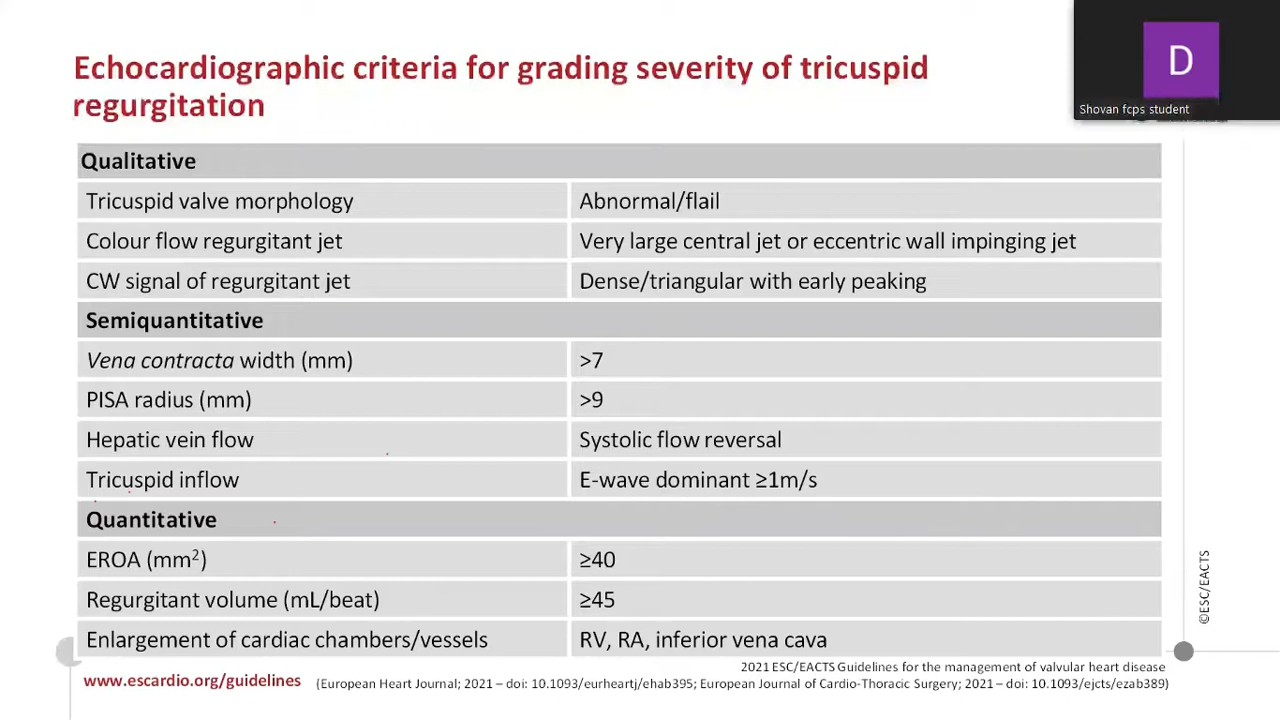 Echocardiographic criteria for grading severity of tricuspid
regurgitation
D
Shovan fcps student
Qualitative
Tricuspid valve morphology Abnormal/flail
Colour flow regurgitant jet Very large central jet or eccentric wall impinging jet
CW signal of regurgitant jet Dense/triangular with early peaking
Semiquantitative
Vena contracta width (mm) >7
PISA radius (mm) >9
Hepatic vein flow Systolic flow reversal
Tricuspid inflow E-wave dominant ≥1m/s
Quantitative
EROA (mm²) ≥40
Regurgitant volume (mL/beat) ≥45
Enlargement of cardiac chambers/vessels RV, RA, inferior vena cava
©ESC/EACTS
www.escardio.org/guidelines
2021 ESC/EACTS Guidelines for the management of valvular heart disease
(European Heart Journal; 2021 – doi: 10.1093/eurheartj/ehab395; European Journal of Cardio-Thoracic Surgery; 2021 – doi: 10.1093/ejcts/ezab389)